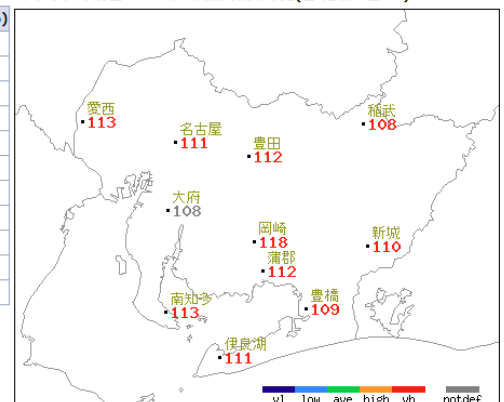 愛西
113
名古屋
111
豊田
112
稲武
108
大府
108
岡崎
118
蒲郡
112
新城
110
南知多
113
豊橋
109
伊良湖
111
vl low ave high vh notdef